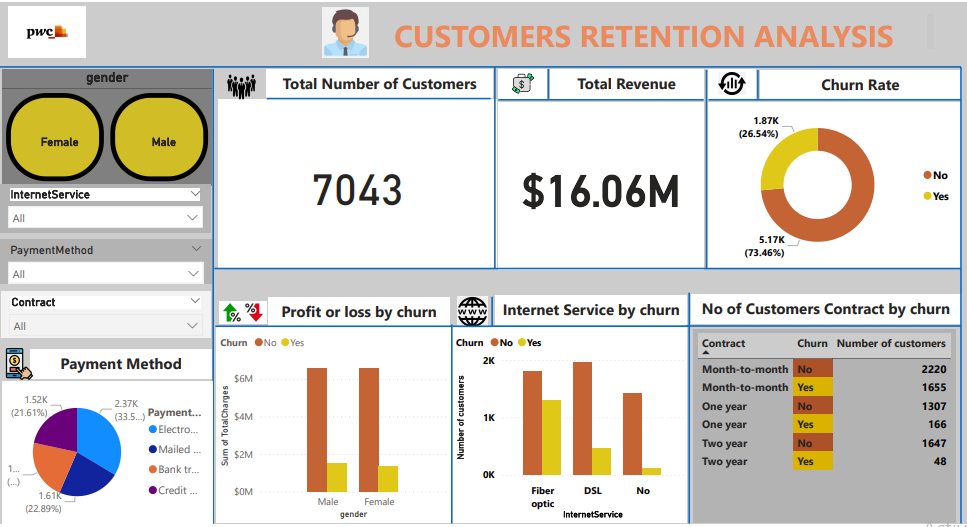 pwc
CUSTOMERS RETENTION ANALYSIS
gender
Female
Male
InternetService
All
PaymentMethod
All
Contract
All
Payment Method
1.52K
(21.61%)
2.37K
(33.5...)
1...
(...)
1.61K
(22.89%)
Payment...
Electro...
Mailed ...
Bank tr...
Credit ...
Total Number of Customers
7043
Total Revenue
$16.06M
Churn Rate
1.87K
(26.54%)
5.17K
(73.46%)
No
Yes
Profit or loss by churn
Churn No Yes
Sum of TotalCharges
$6M
$4M
$2M
$0M
Male Female
gender
www
Internet Service by churn
Churn No Yes
Number of customers
2K
1K
0K
Fiber optic
DSL
No
InternetService
No of Customers Contract by churn
Contract Churn Number of customers
Month-to-month No 2220
Month-to-month Yes 1655
One year No 1307
One year Yes 166
Two year No 1647
Two year Yes 48